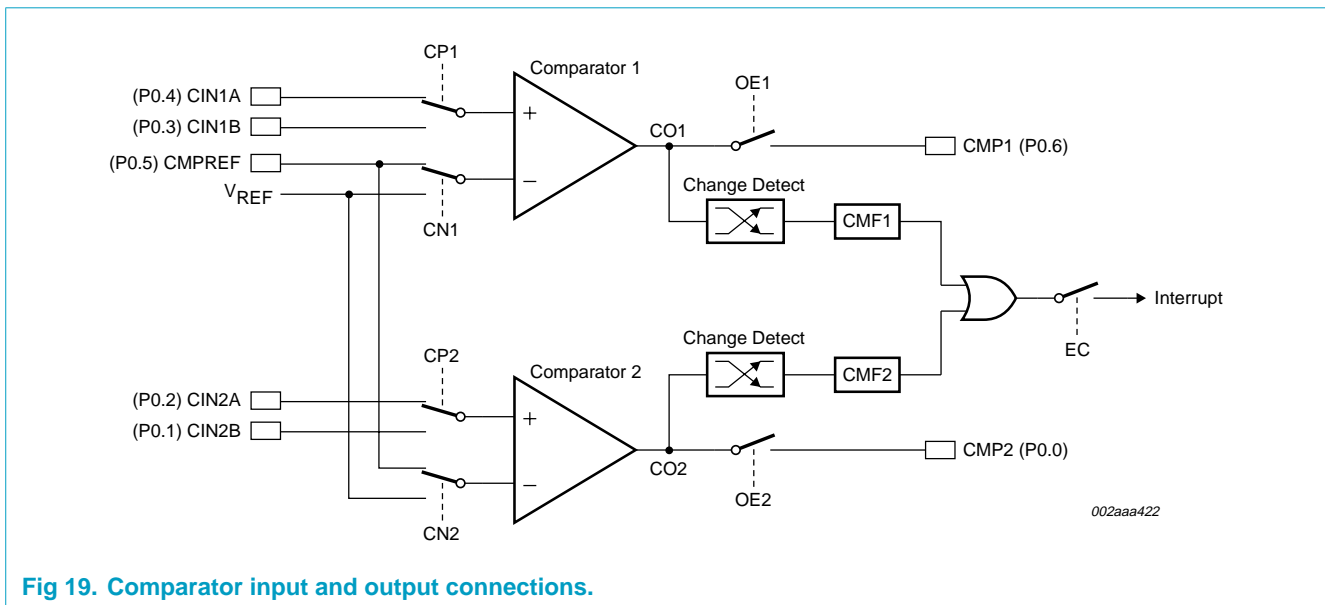 CP1
Comparator 1
OE1
(P0.4) CIN1A
+
(P0.3) CIN1B
CO1
CMP1 (P0.6)
(P0.5) CMPREF
−
Change Detect
VREF
CN1
CMF1
Interrupt
EC
Change Detect
CP2
Comparator 2
CMF2
(P0.2) CIN2A
+
(P0.1) CIN2B
CO2
CMP2 (P0.0)
−
OE2
CN2
002aaa422
Fig 19. Comparator input and output connections.